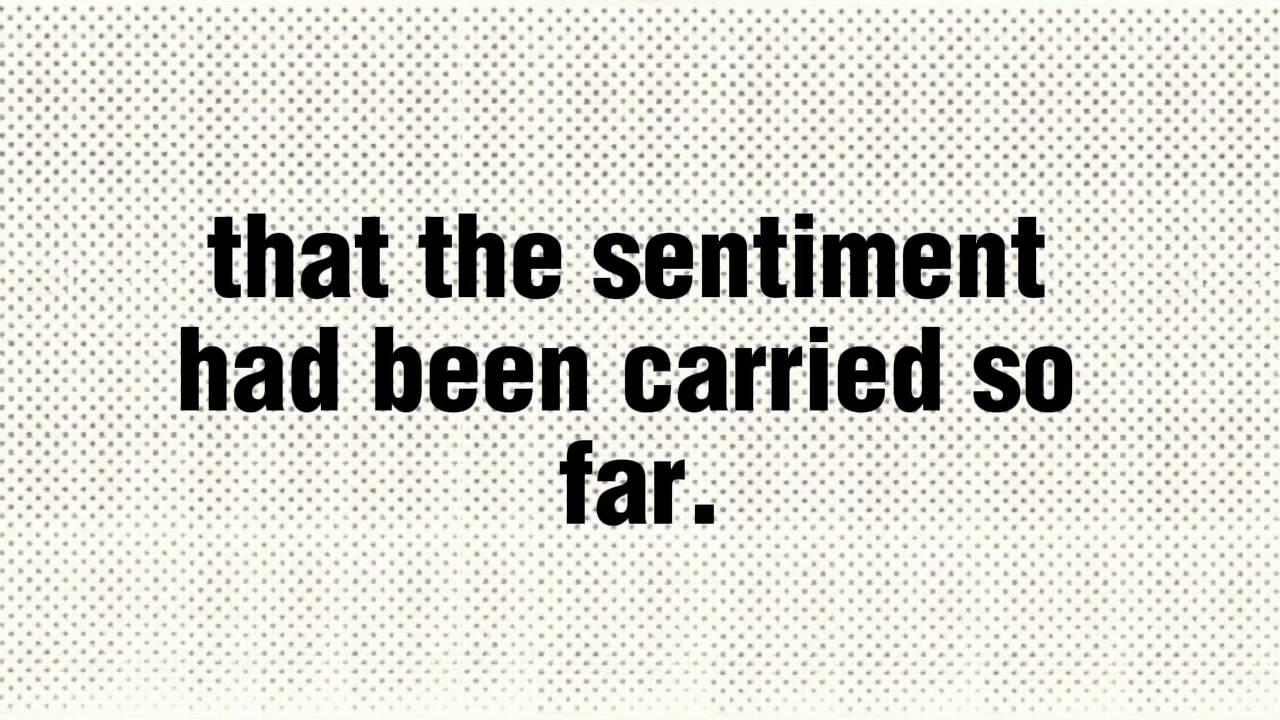 that the sentiment
had been carried so
far.